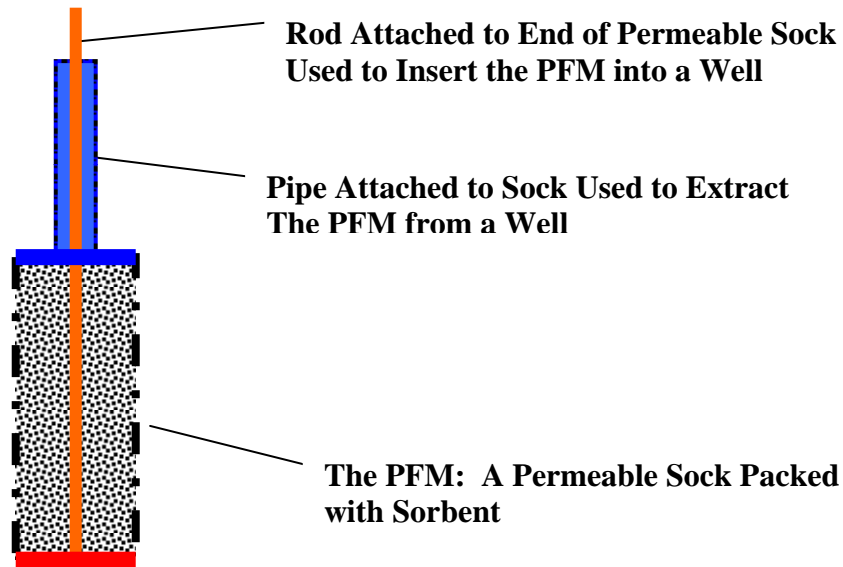 Rod Attached to End of Permeable Sock
Used to Insert the PFM into a Well
Pipe Attached to Sock Used to Extract
The PFM from a Well
The PFM:  A Permeable Sock Packed
with Sorbent